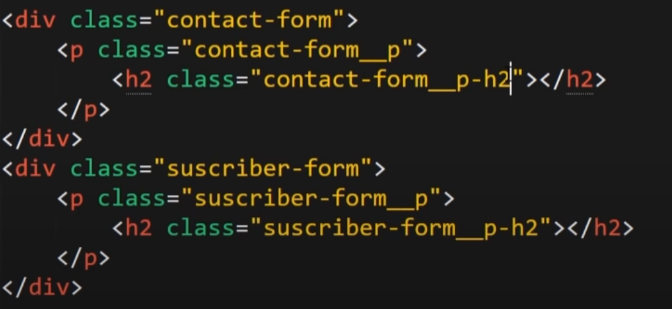 <div class="contact-form">
    <p class="contact-form__p">
        <h2 class="contact-form__p-h2"></h2>
    </p>
</div>
<div class="suscriber-form">
    <p class="suscriber-form__p">
        <h2 class="suscriber-form__p-h2"></h2>
    </p>
</div>